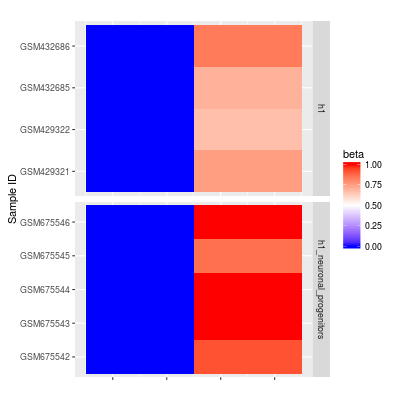 GSM432686
GSM432685
GSM429322
GSM429321
h1
GSM675546
GSM675545
GSM675544
GSM675543
GSM675542
h1_neuronal_progenitors
Sample ID
beta
1.00
0.75
0.50
0.25
0.00